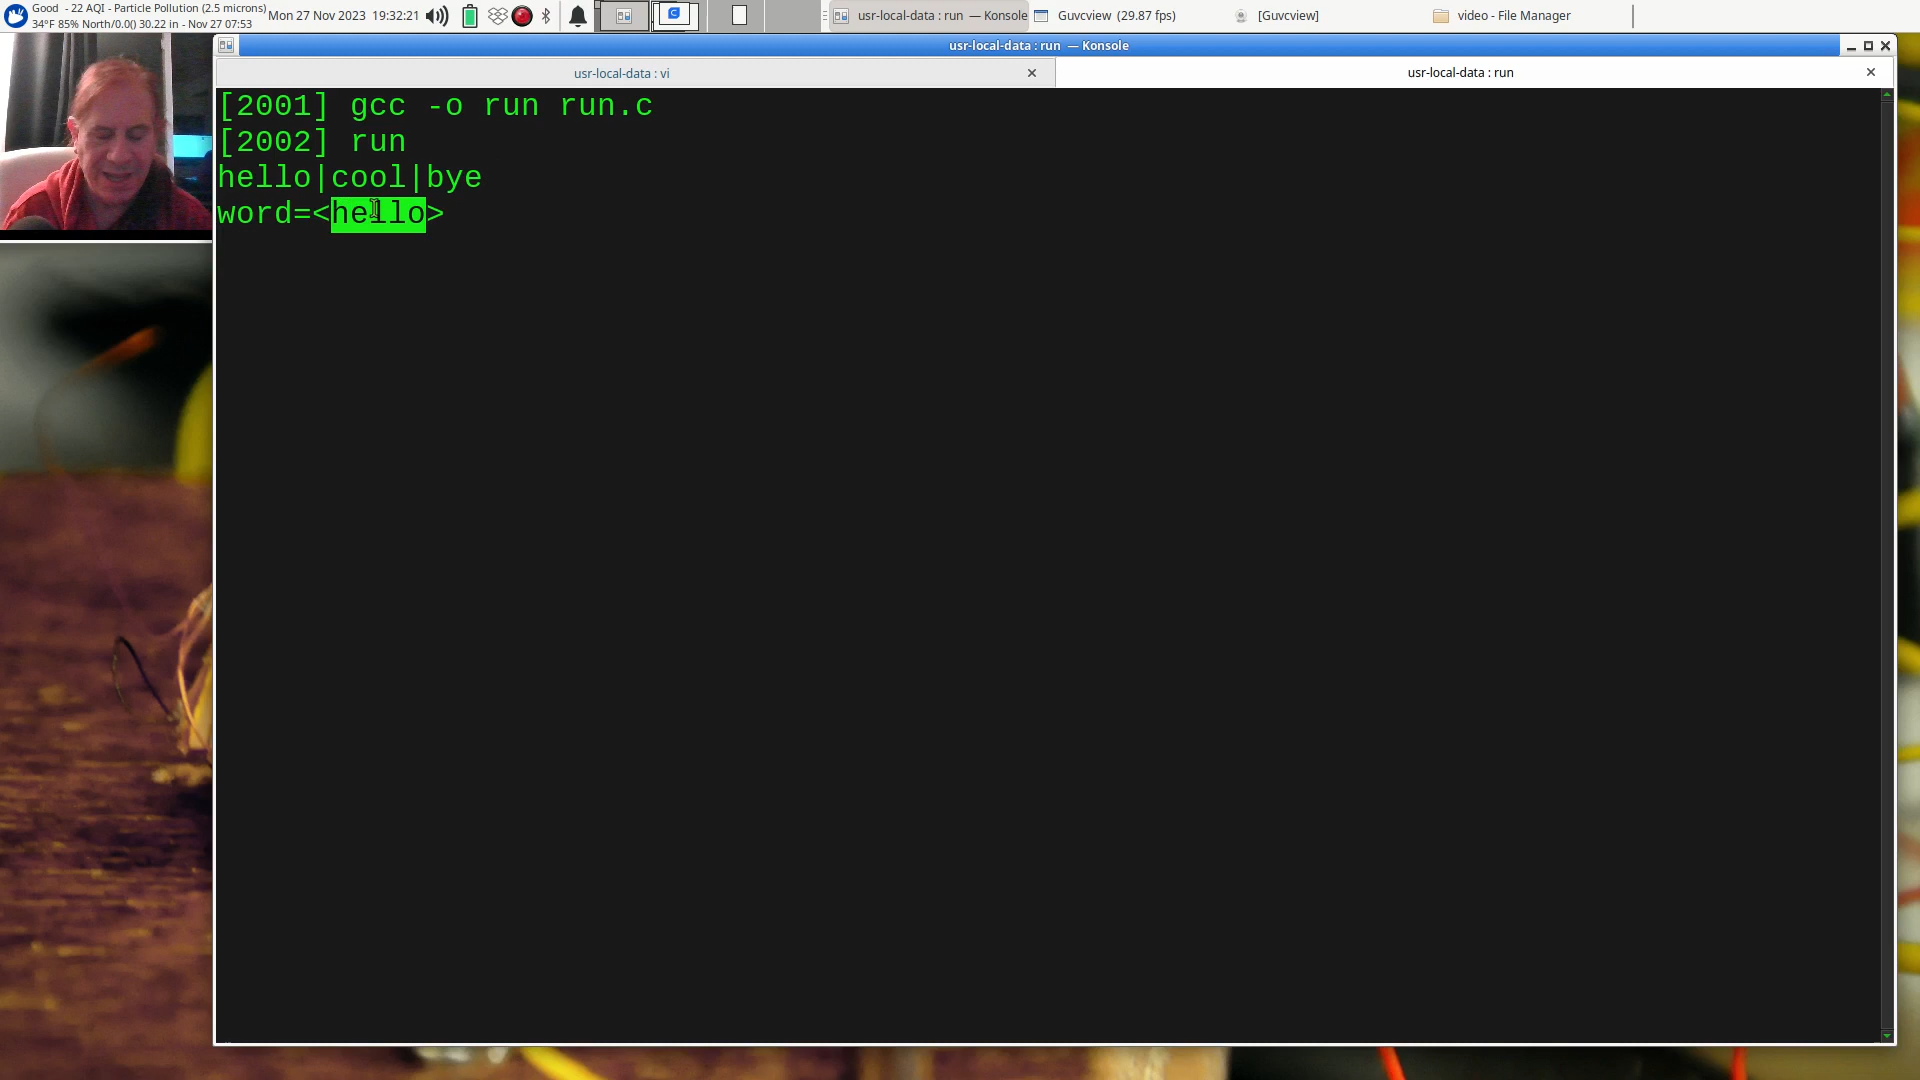 Good - 22 AQI - Particle Pollution (2.5 microns)
34°F 85% North/0.0() 30.22 in - Nov 27 07:53
Mon 27 Nov 2023 19:32:21
usr-local-data : run — Konsole
Guvcview (29.87 fps)
[Guvcview]
video - File Manager
usr-local-data : run — Konsole
usr-local-data : vi
usr-local-data : run
[2001] gcc -o run run.c
[2002] run
hello|cool|bye
word=<hello>